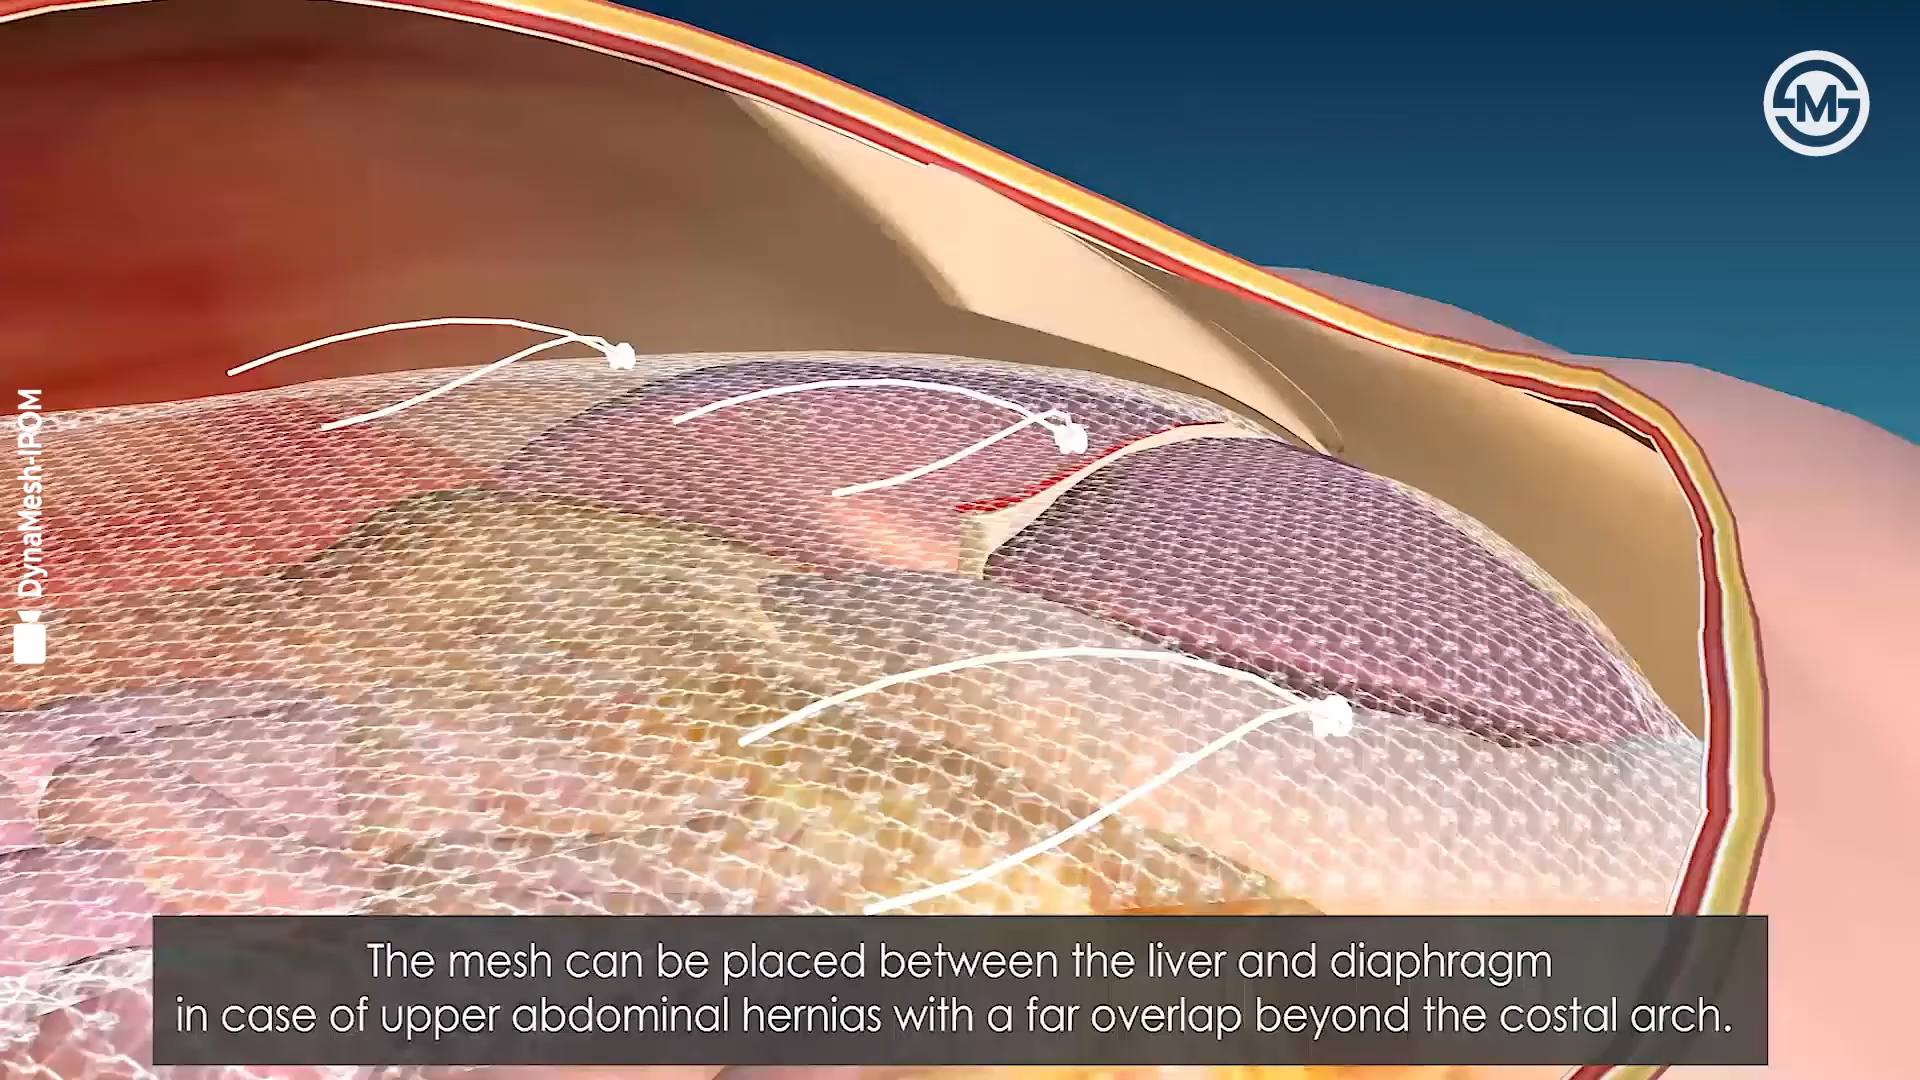 M
DynaMesh-IPOM
The mesh can be placed between the liver and diaphragm
in case of upper abdominal hernias with a far overlap beyond the costal arch.